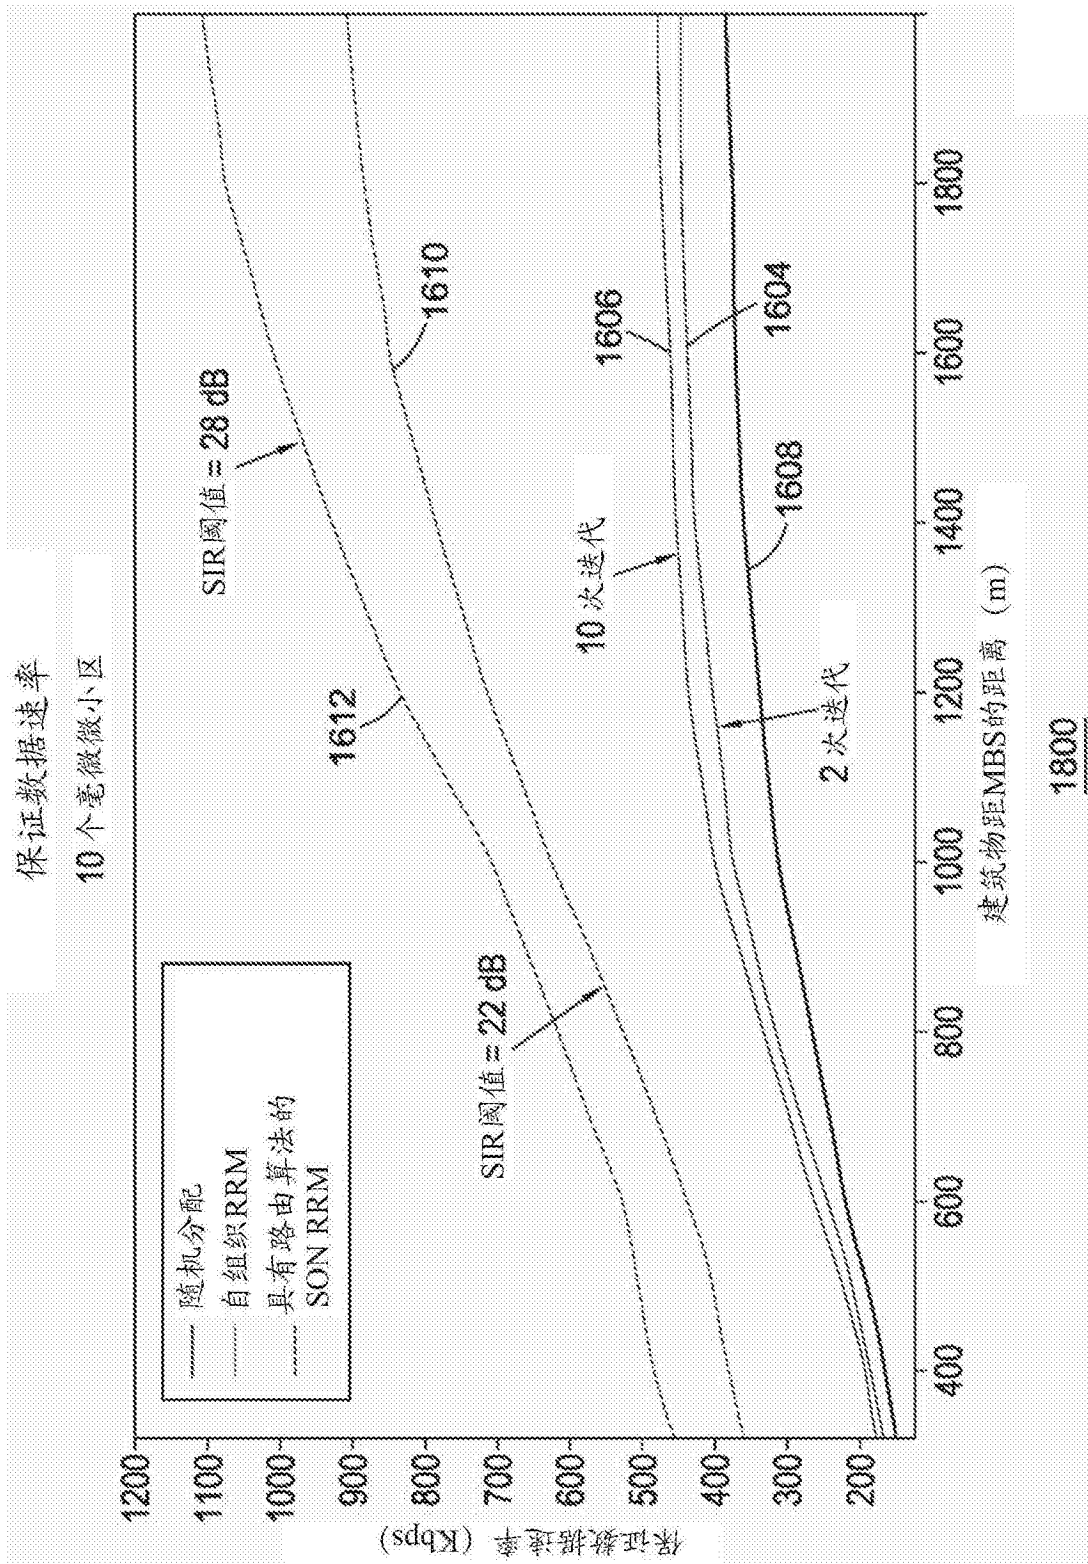 保证数据速率
10 个毫微微小区
保证数据速率 (Kbps)
1200
1100
1000
900
800
700
600
500
400
300
200
随机分配
自组织RRM
具有路由算法的
SON RRM
SIR阈值 = 28 dB
1612
1610
SIR阈值 = 22 dB
10 次迭代
1606
1604
2 次迭代
1608
400
600
800
1000
1200
1400
1600
1800
建筑物距MBS的距离 (m)
1800